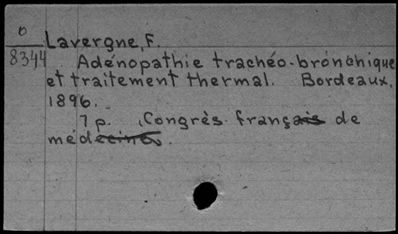 o
Lavergne, F.
8344 Adénopathie trachéo-bronchique
et traitement thermal. Bordeaux,
1896.
7 p. Congrès français de
médecine.